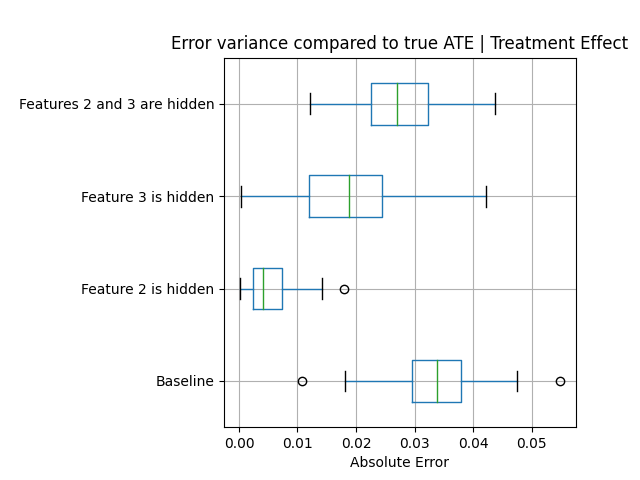 Error variance compared to true ATE | Treatment Effect
Features 2 and 3 are hidden
Feature 3 is hidden
Feature 2 is hidden
Baseline
0.00 0.01 0.02 0.03 0.04 0.05
Absolute Error